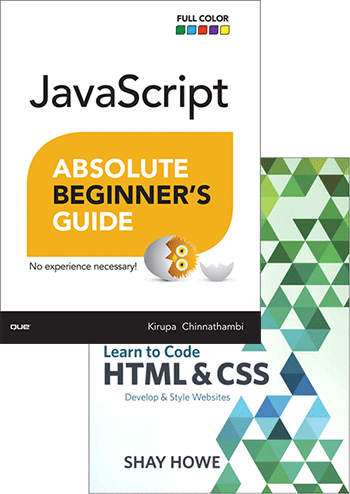 FULL COLOR
JavaScript
ABSOLUTE
BEGINNER'S
GUIDE
No experience necessary!
QUE
Kirupa Chinnathambi
Learn to Code
HTML & CSS
Develop & Style Websites
SHAY HOWE